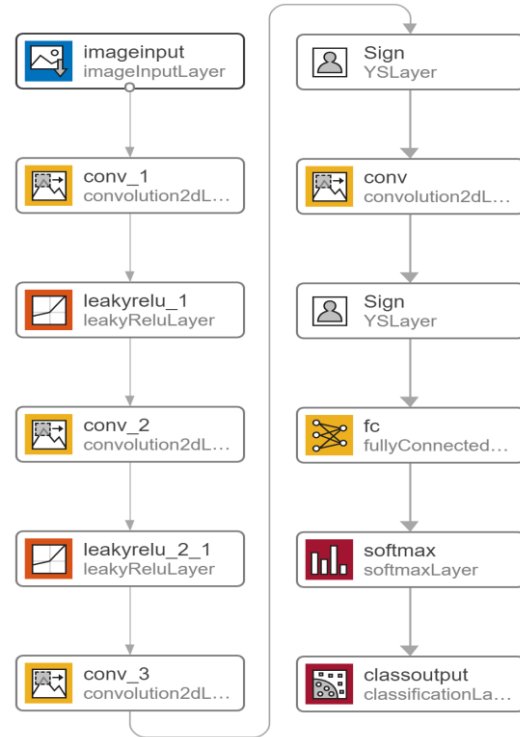 imageinput
imageInputLayer
conv_1
convolution2dL...
leakyrelu_1
leakyReluLayer
conv_2
convolution2dL...
leakyrelu_2_1
leakyReluLayer
conv_3
convolution2dL...
Sign
YSLayer
conv
convolution2dL...
Sign
YSLayer
fc
fullyConnected...
softmax
softmaxLayer
classoutput
classificationLa...